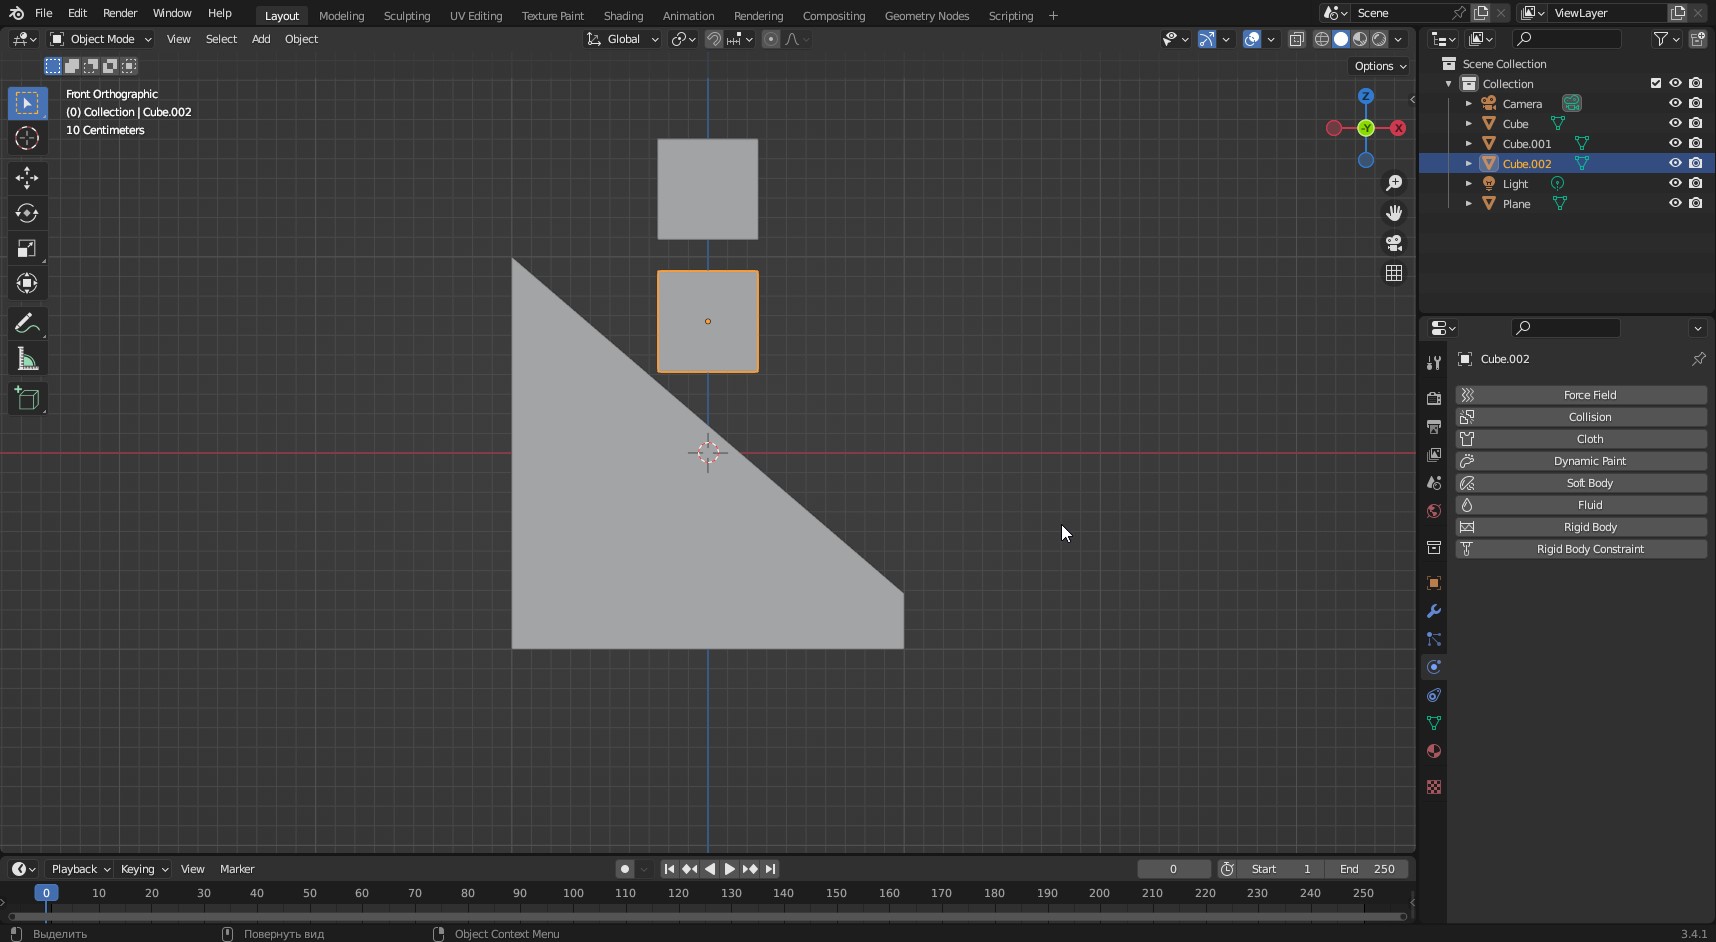 File Edit Render Window Help Layout Modeling Sculpting UV Editing Texture Paint Shading Animation Rendering Compositing Geometry Nodes Scripting + Scene ViewLayer
Object Mode View Select Add Object Global
Options
Front Orthographic
(0) Collection | Cube.002
10 Centimeters
Z
-Y
X
Scene Collection
Collection
Camera
Cube
Cube.001
Cube.002
Light
Plane
Cube.002
Force Field
Collision
Cloth
Dynamic Paint
Soft Body
Fluid
Rigid Body
Rigid Body Constraint
Playback Keying View Marker 0 Start 1 End 250
0 10 20 30 40 50 60 70 80 90 100 110 120 130 140 150 160 170 180 190 200 210 220 230 240 250
Выделить Повернуть вид Object Context Menu 3.4.1